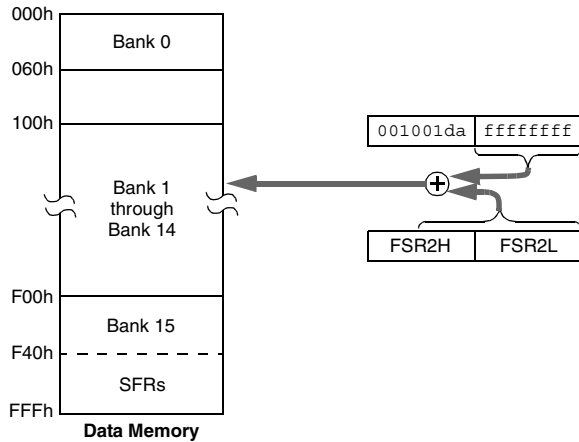 000h
Bank 0
060h
100h
001001da ffffffff
Bank 1
through
Bank 14
FSR2H FSR2L
F00h
Bank 15
F40h
SFRs
FFFh
Data Memory